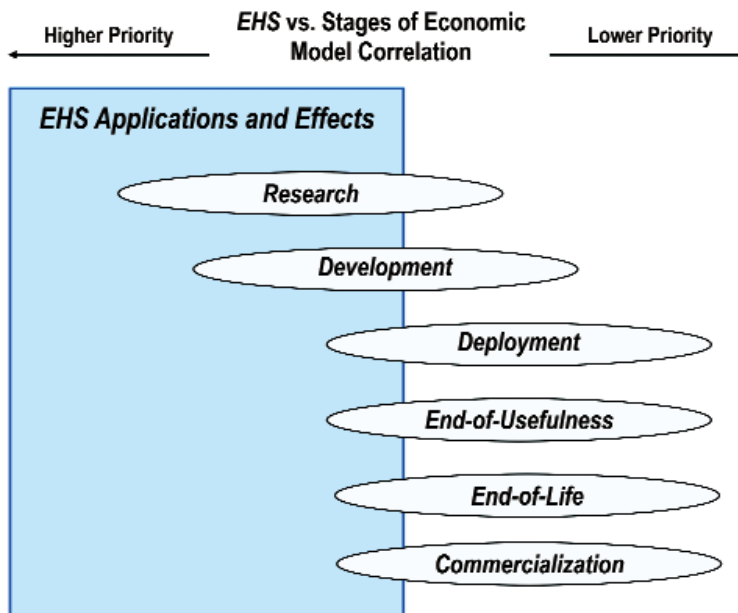 Higher Priority
EHS vs. Stages of Economic
Model Correlation
Lower Priority
EHS Applications and Effects
Research
Development
Deployment
End-of-Usefulness
End-of-Life
Commercialization